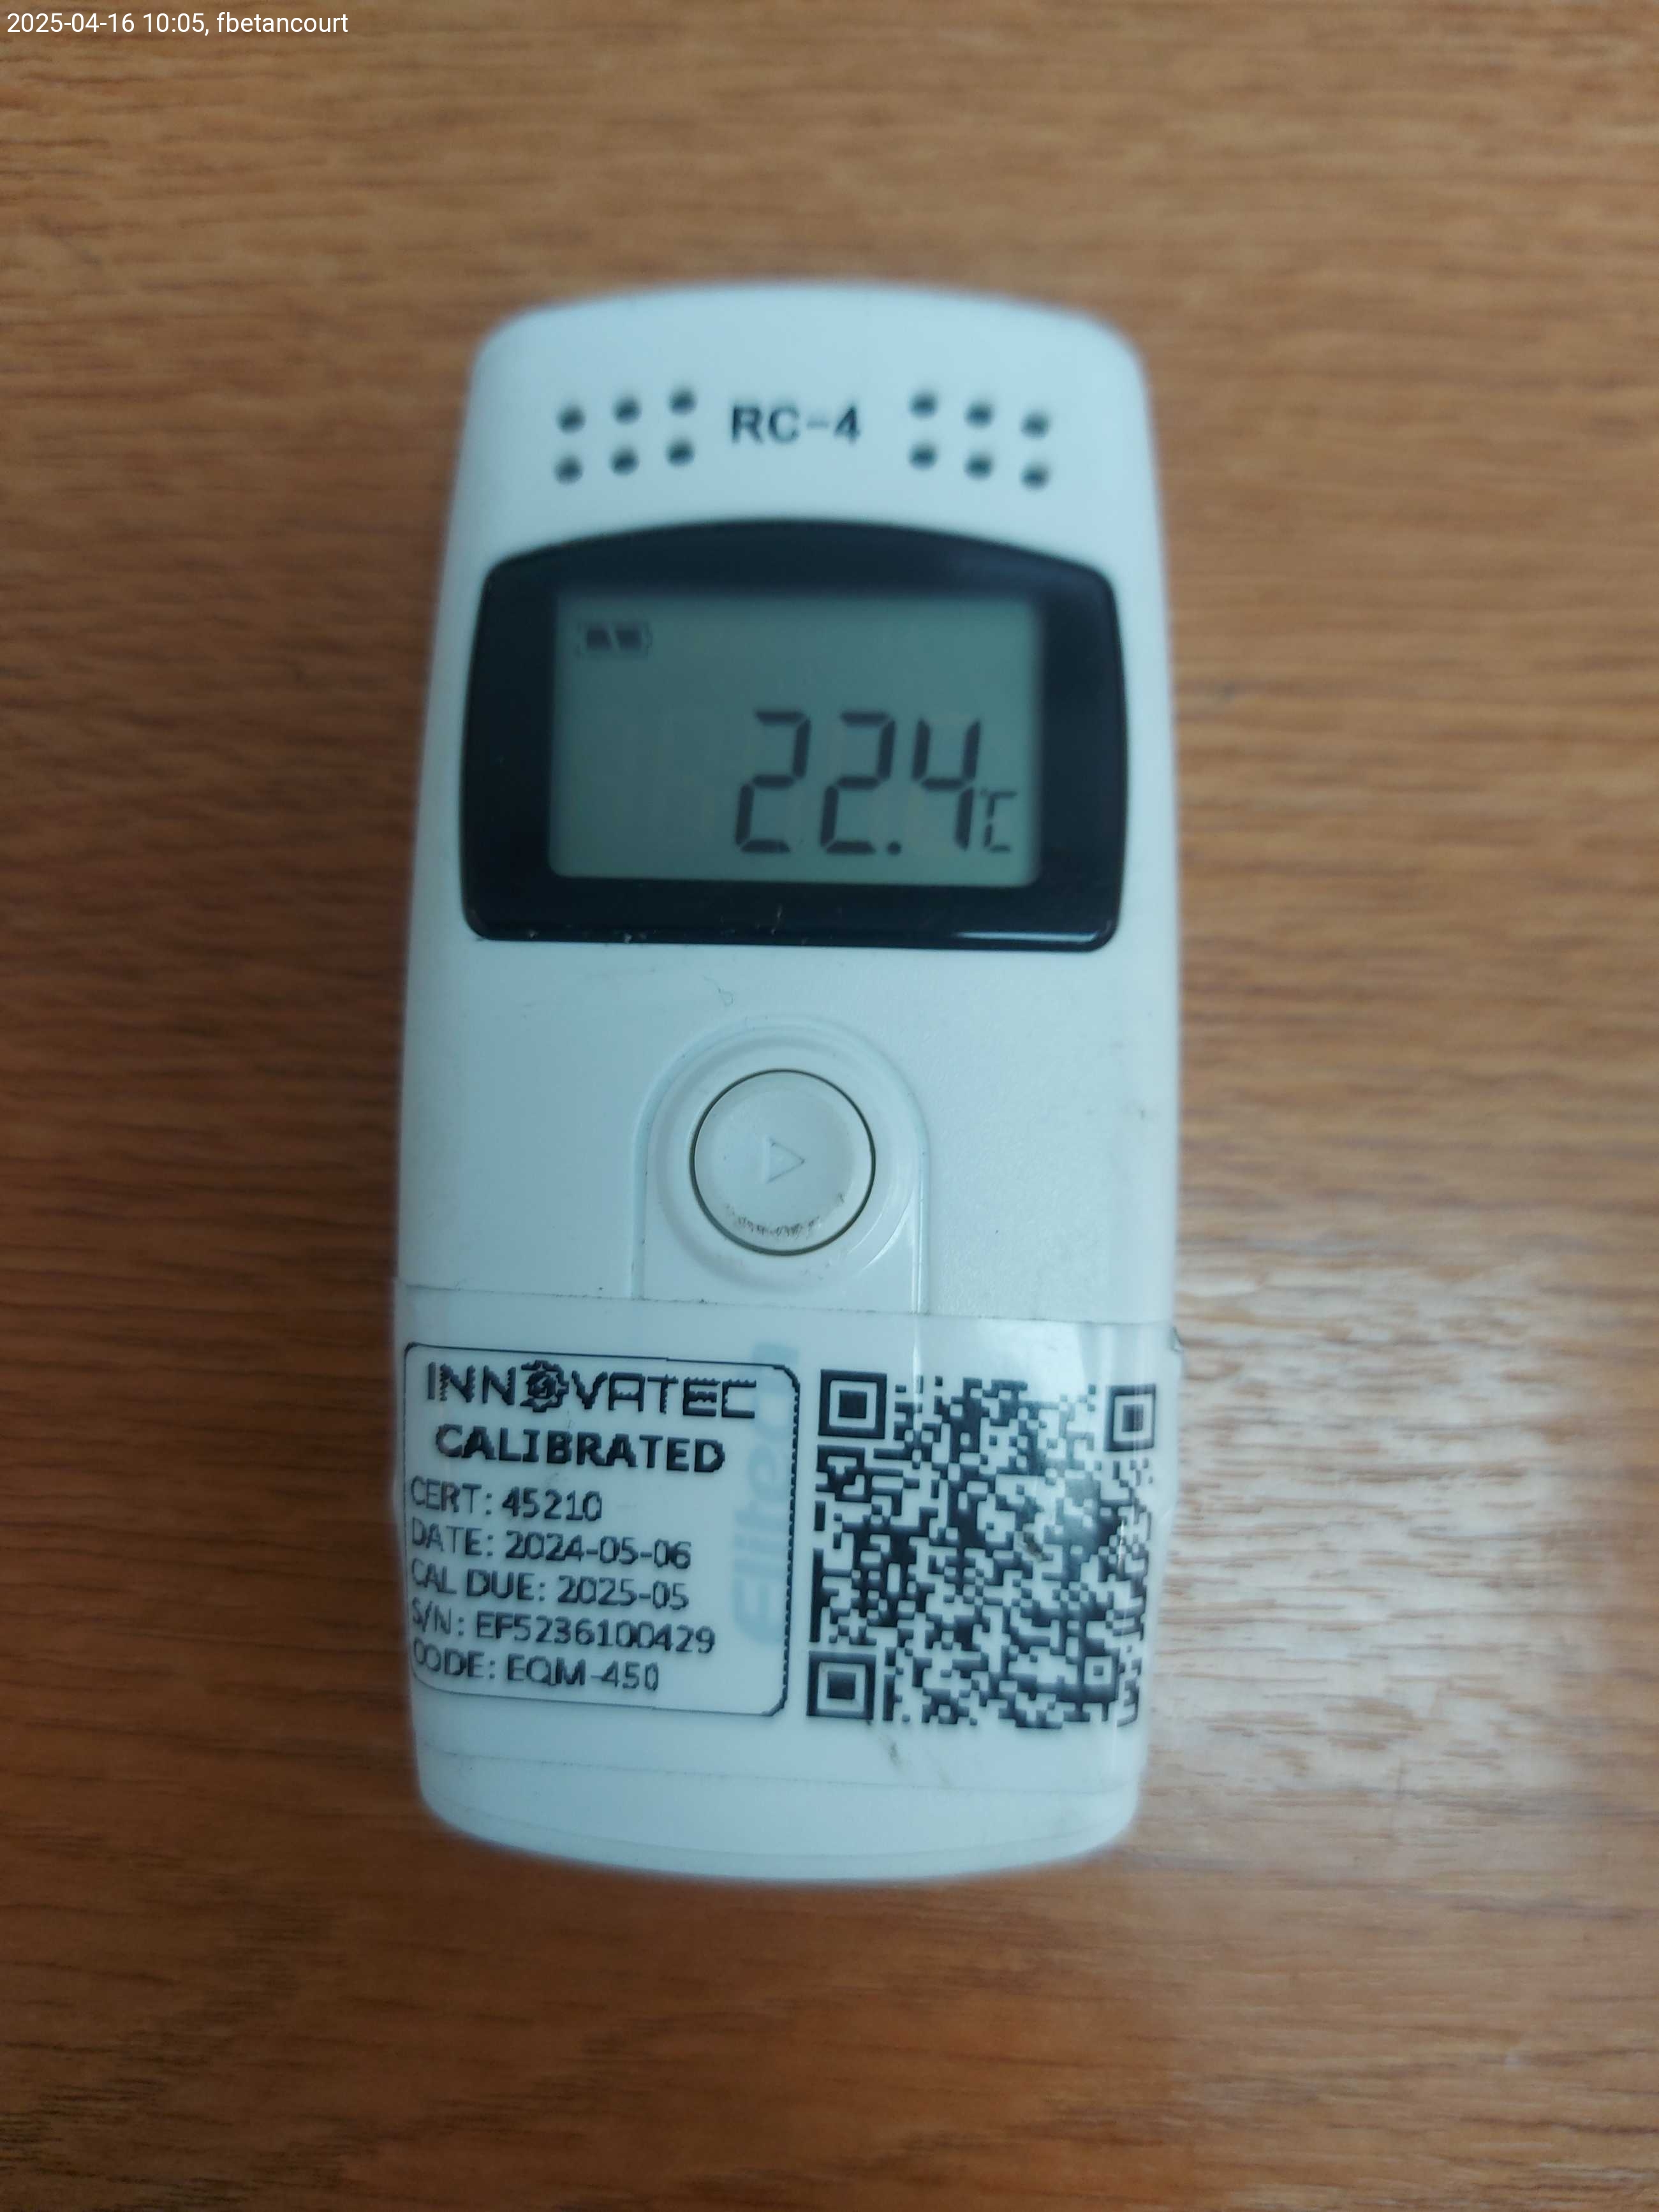 2025-04-16 10:05, fbetancourt
RC-4
22.4℃
INNOVATEC
CALIBRATED
CERT: 45210
DATE: 2024-05-06
CAL DUE: 2025-05
S/N: EF5236100429
CODE: EQM-450
Elitech